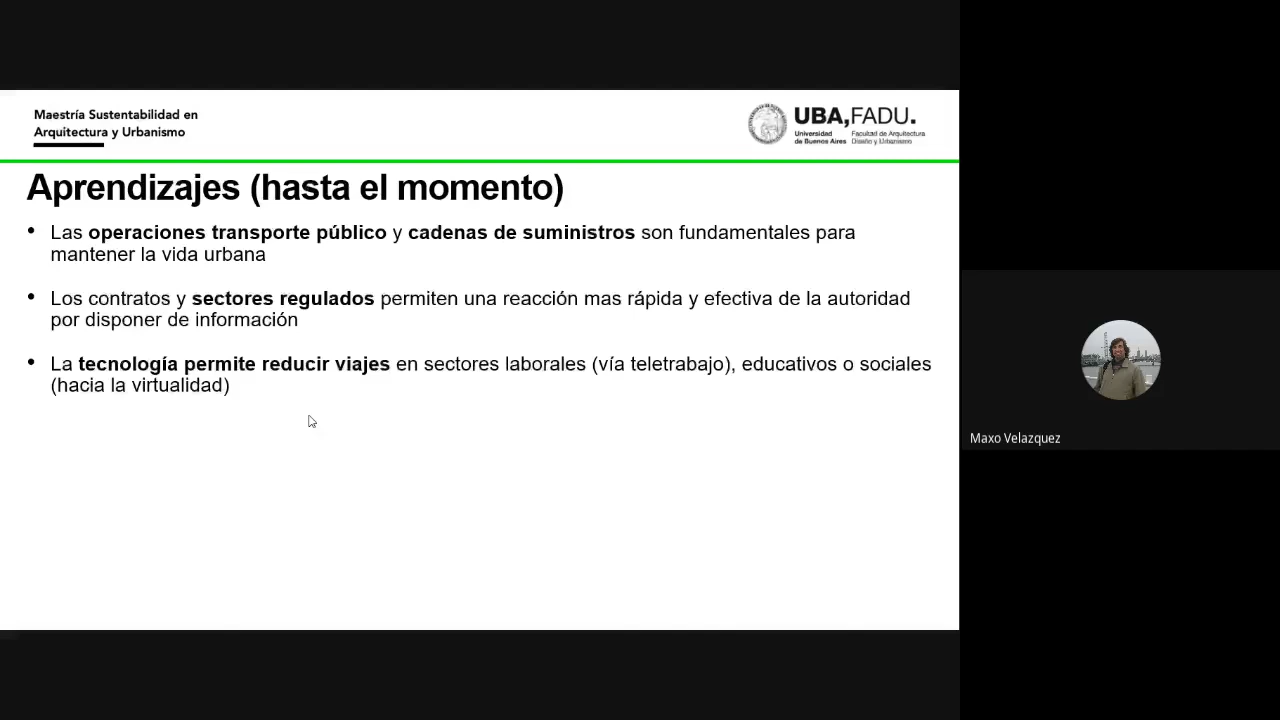 Maestría Sustentabilidad en
Arquitectura y Urbanismo
UBA,FADU.
Universidad
de Buenos Aires
Facultad de Arquitectura
Diseño y Urbanismo
Aprendizajes (hasta el momento)
• Las operaciones transporte público y cadenas de suministros son fundamentales para
mantener la vida urbana
• Los contratos y sectores regulados permiten una reacción mas rápida y efectiva de la autoridad
por disponer de información
• La tecnología permite reducir viajes en sectores laborales (vía teletrabajo), educativos o sociales
(hacia la virtualidad)
Maxo Velazquez